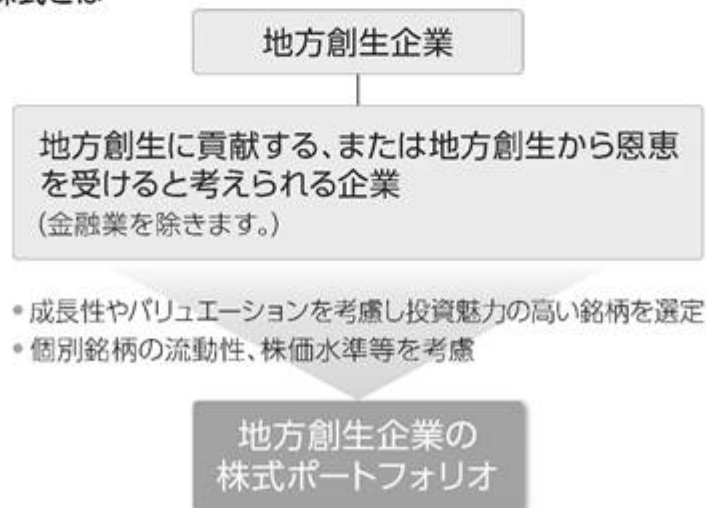 地方創生企業
地方創生に貢献する、または地方創生から恩恵
を受けると考えられる企業
(金融業を除きます。)
• 成長性やバリュエーションを考慮し投資魅力の高い銘柄を選定
• 個別銘柄の流動性、株価水準等を考慮
地方創生企業の
株式ポートフォリオ